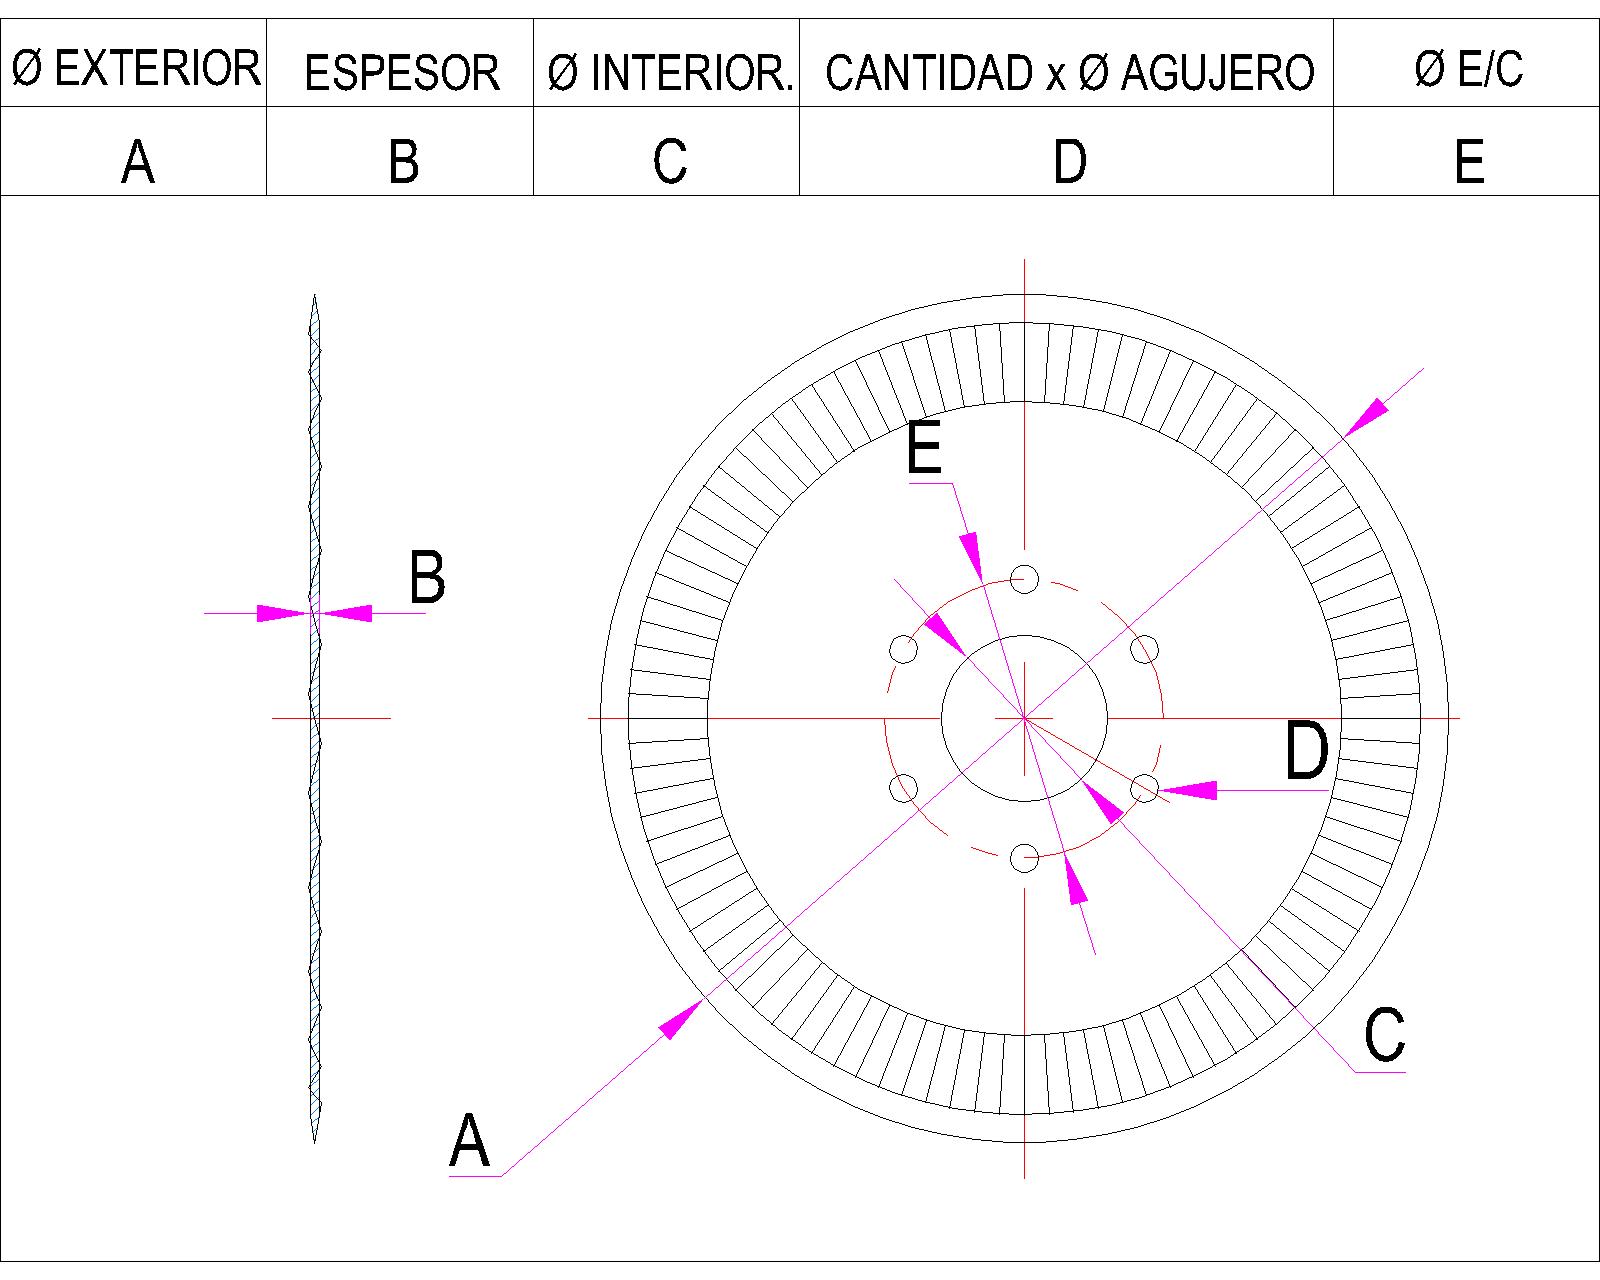 Ø EXTERIOR ESPESOR Ø INTERIOR. CANTIDAD x Ø AGUJERO Ø E/C
A B C D E
E
B
D
C
A